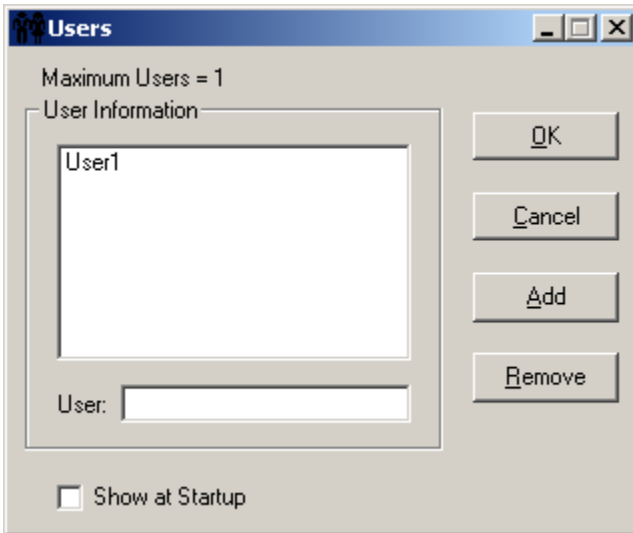 Users
Maximum Users = 1
User Information
User1
User:
Show at Startup
OK
Cancel
Add
Remove